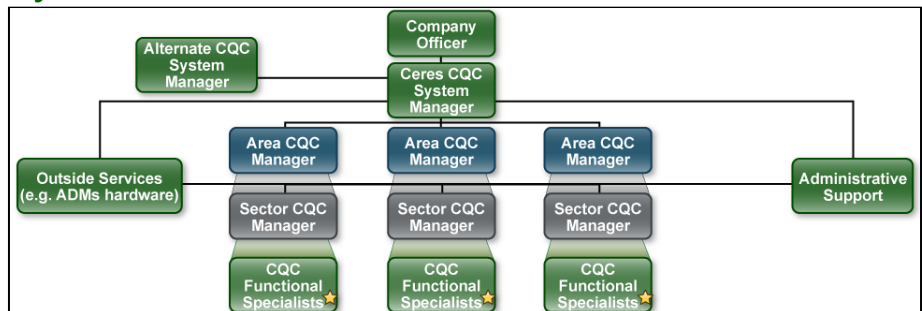 Company
Officer
Alternate CQC
System
Manager
Ceres CQC
System
Manager
Area CQC
Manager
Area CQC
Manager
Area CQC
Manager
Outside Services
(e.g. ADMs hardware)
Administrative
Support
Sector CQC
Manager
Sector CQC
Manager
Sector CQC
Manager
CQC
Functional
Specialists
CQC
Functional
Specialists
CQC
Functional
Specialists